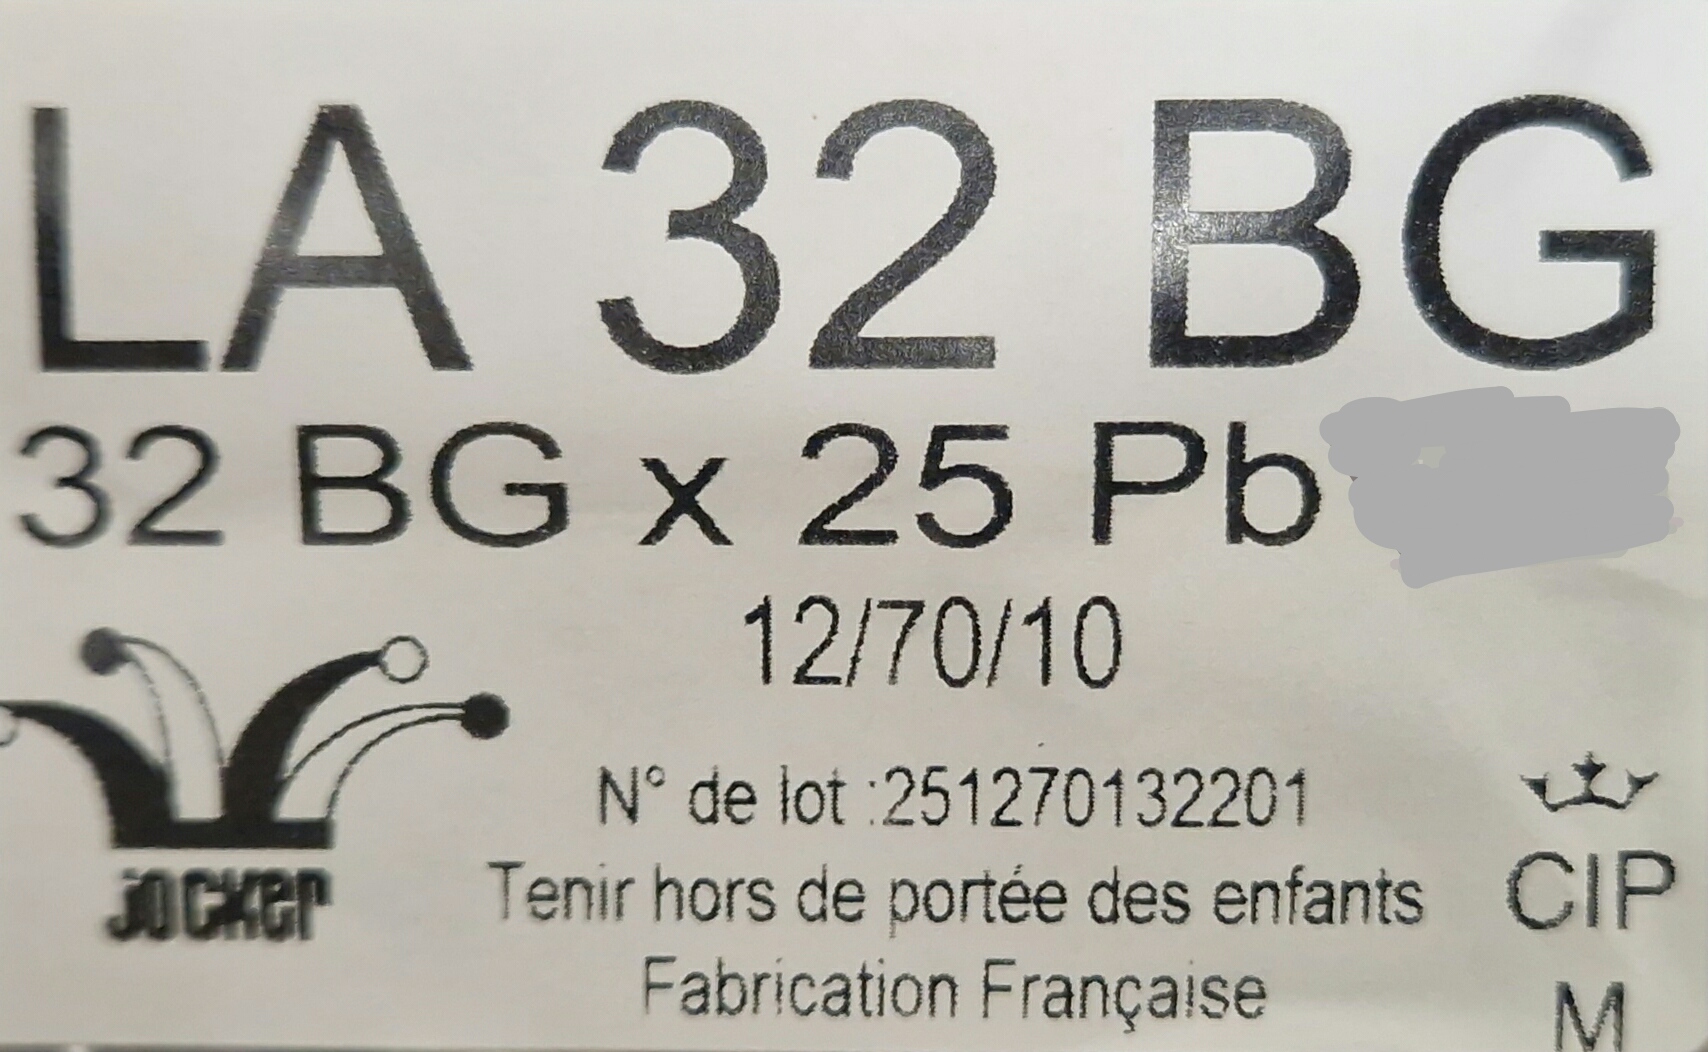 LA 32 BG
32 BG x 25 Pb
12/70/10
N° de lot :251270132201
Tenir hors de portée des enfants
Fabrication Française
JOCKER
CIP
M